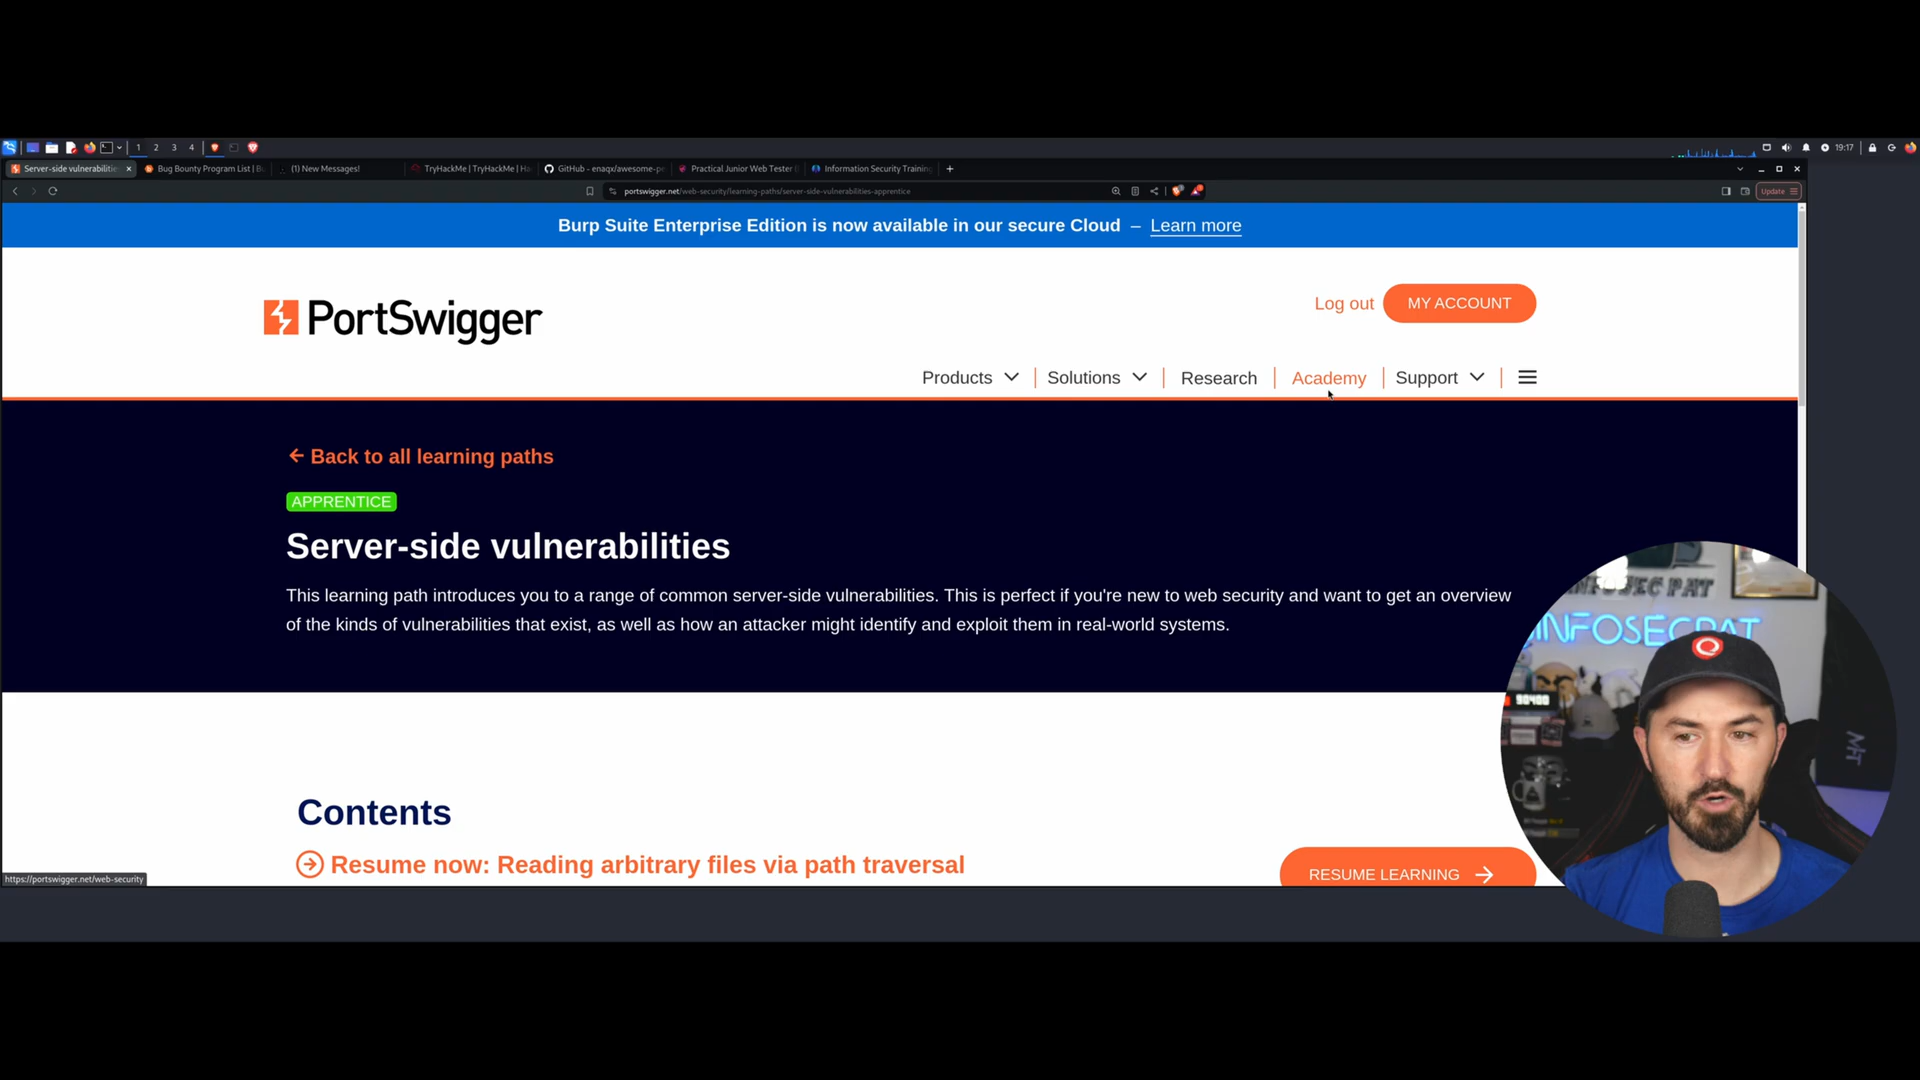 1 2 3 4
19:17
Server-side vulnerabilitie
Bug Bounty Program List | B
(1) New Messages!
TryHackMe | TryHackMe | Ha
GitHub - enaqx/awesome-pe
Practical Junior Web Tester (
Information Security Training
portswigger.net/web-security/learning-paths/server-side-vulnerabilities-apprentice
Update
Burp Suite Enterprise Edition is now available in our secure Cloud – Learn more
PortSwigger
Log out
MY ACCOUNT
Products
Solutions
Research
Academy
Support
Back to all learning paths
APPRENTICE
Server-side vulnerabilities
This learning path introduces you to a range of common server-side vulnerabilities. This is perfect if you're new to web security and want to get an overview
of the kinds of vulnerabilities that exist, as well as how an attacker might identify and exploit them in real-world systems.
INFOSEC PAT
INFOSECPAT
Contents
Resume now: Reading arbitrary files via path traversal
RESUME LEARNING
https://portswigger.net/web-security